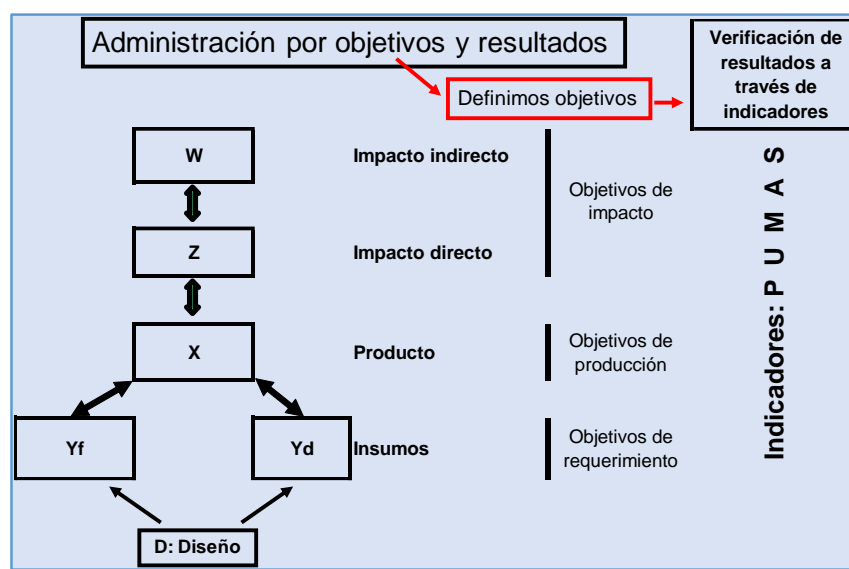 Administración por objetivos y resultados
Verificación de
resultados a
través de
indicadores
Definimos objetivos
W
Impacto indirecto
Objetivos de
impacto
Z
Impacto directo
X
Producto
Objetivos de
producción
Yf
Yd
Insumos
Objetivos de
requerimiento
D: Diseño
Indicadores: P U M A S